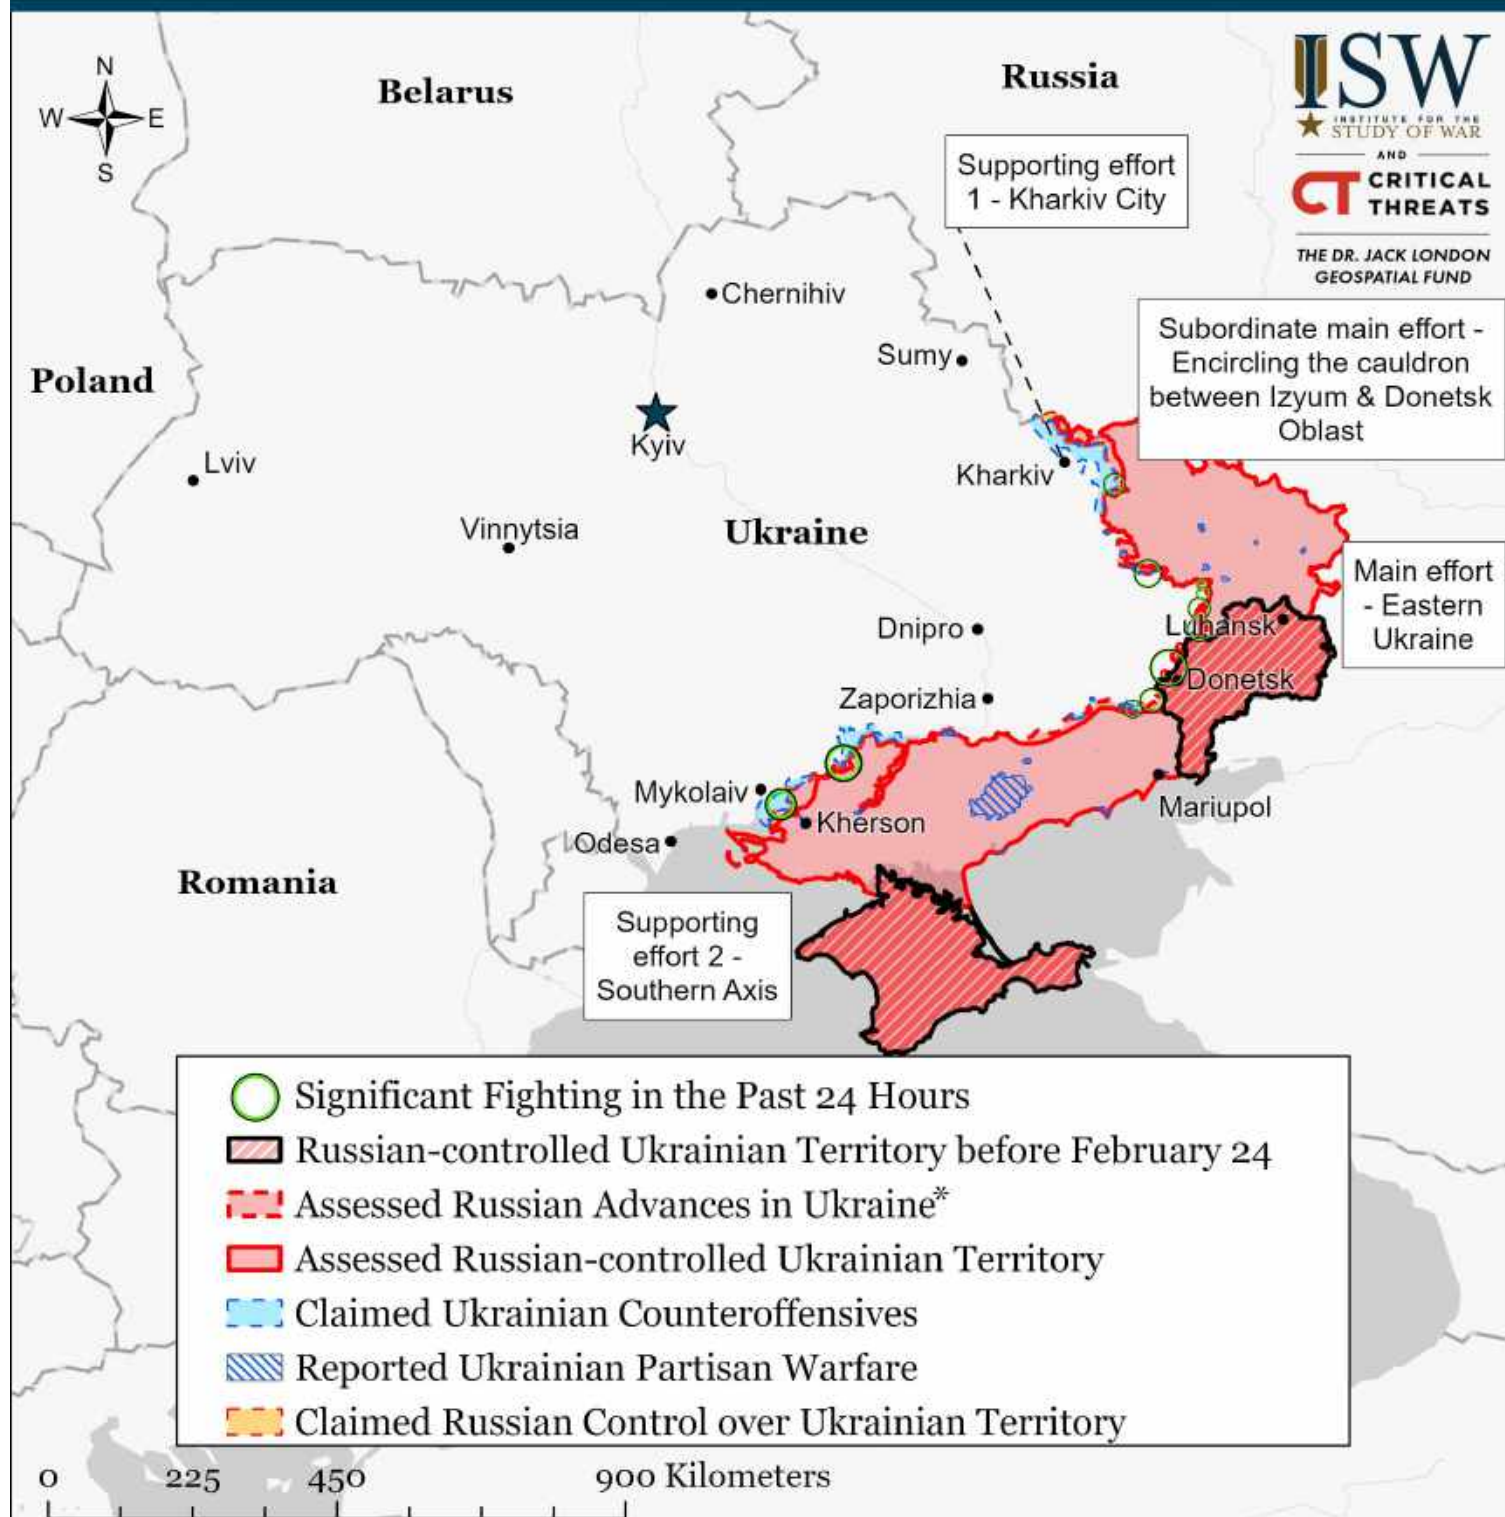 N
W
E
S
Belarus
Russia
ISW
INSTITUTE FOR THE
STUDY OF WAR
AND
CT CRITICAL
THREATS
THE DR. JACK LONDON
GEOSPATIAL FUND
Supporting effort
1 - Kharkiv City
Chernihiv
Subordinate main effort -
Encircling the cauldron
between Izyum & Donetsk
Oblast
Sumy
Poland
Kyiv
Lviv
Kharkiv
Vinnytsia
Ukraine
Main effort
- Eastern
Ukraine
Dnipro
Luhansk
Donetsk
Zaporizhia
Mykolaiv
Mariupol
Kherson
Odesa
Romania
Supporting
effort 2 -
Southern Axis
Significant Fighting in the Past 24 Hours
Russian-controlled Ukrainian Territory before February 24
Assessed Russian Advances in Ukraine*
Assessed Russian-controlled Ukrainian Territory
Claimed Ukrainian Counteroffensives
Reported Ukrainian Partisan Warfare
Claimed Russian Control over Ukrainian Territory
0 225 450 900 Kilometers